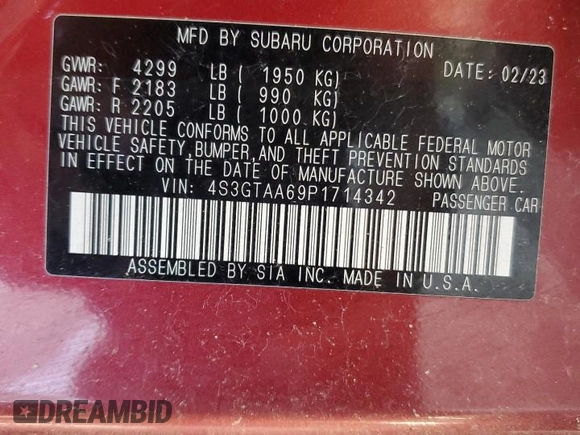 MFD BY SUBARU CORPORATION
GVWR: 4299 LB ( 1950 KG) DATE: 02/23
GAWR: F 2183 LB ( 990 KG)
GAWR: R 2205 LB ( 1000 KG)
THIS VEHICLE CONFORMS TO ALL APPLICABLE FEDERAL MOTOR
VEHICLE SAFETY, BUMPER, AND THEFT PREVENTION STANDARDS
IN EFFECT ON THE DATE OF MANUFACTURE SHOWN ABOVE.
VIN: 4S3GTAA69P1714342 PASSENGER CAR
ASSEMBLED BY SIA INC. MADE IN U.S.A.
DREAMBID